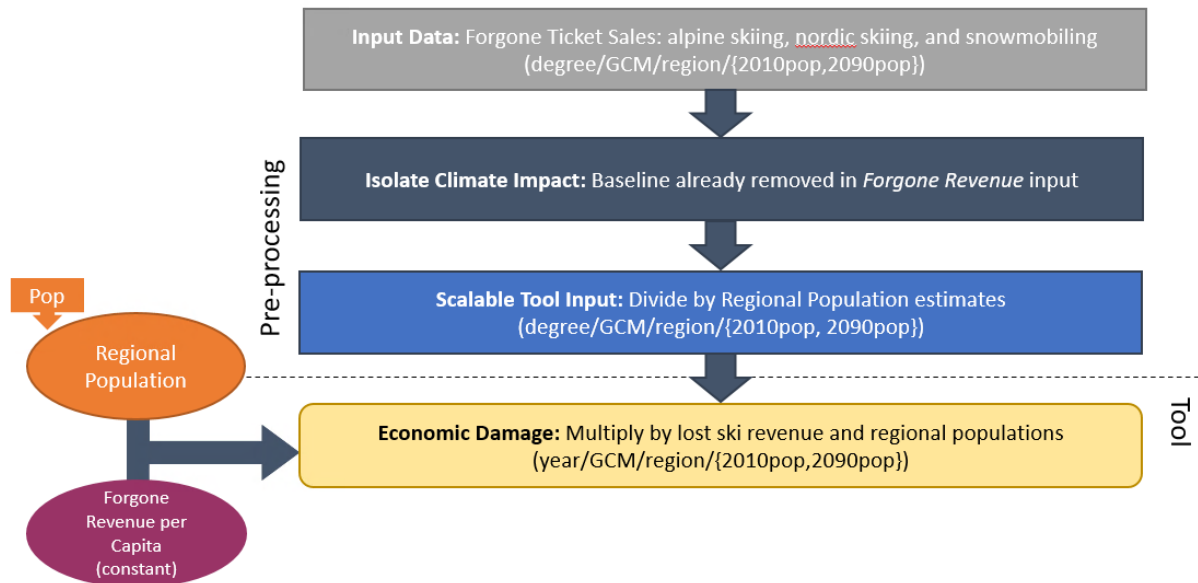 Input Data: Forgone Ticket Sales: alpine skiing, nordic skiing, and snowmobiling
(degree/GCM/region/{2010pop,2090pop})
Pre-processing
Isolate Climate Impact: Baseline already removed in Forgone Revenue input
Scalable Tool Input: Divide by Regional Population estimates
(degree/GCM/region/{2010pop, 2090pop})
Pop
Regional
Population
Tool
Economic Damage: Multiply by lost ski revenue and regional populations
(year/GCM/region/{2010pop,2090pop})
Forgone
Revenue per
Capita
(constant)